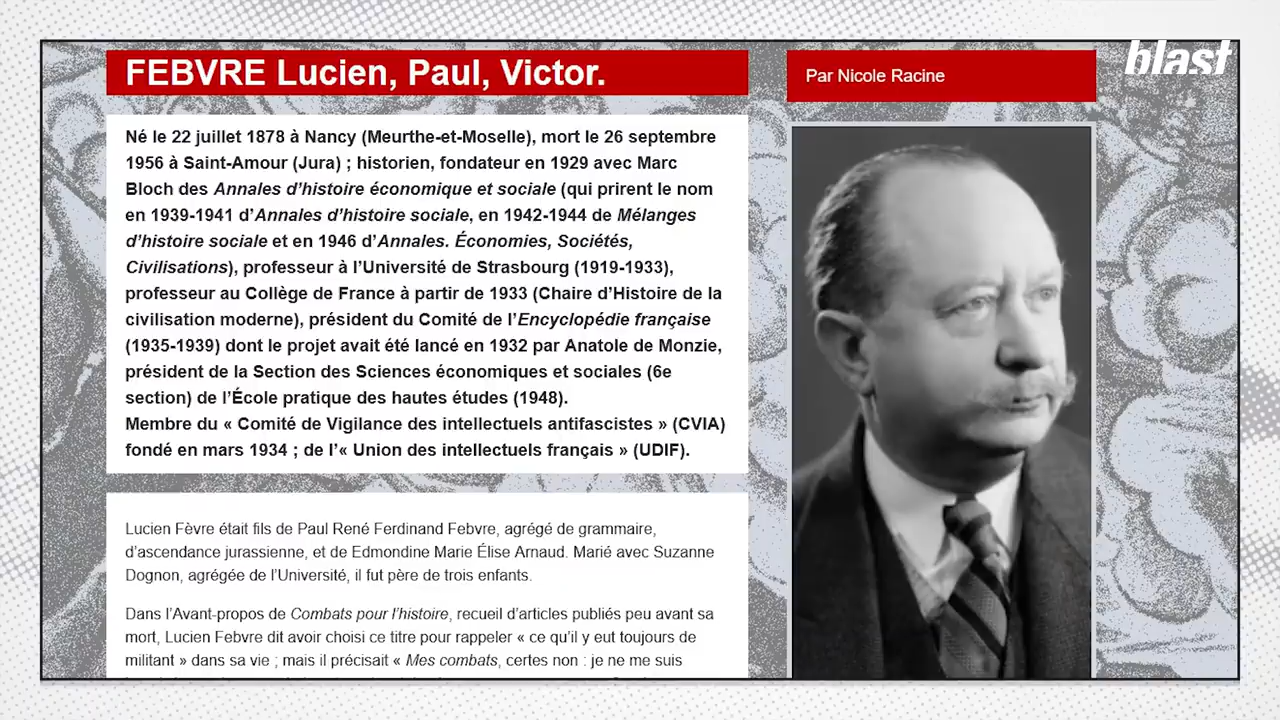 FEBVRE Lucien, Paul, Victor.
Par Nicole Racine
blast
Né le 22 juillet 1878 à Nancy (Meurthe-et-Moselle), mort le 26 septembre
1956 à Saint-Amour (Jura) ; historien, fondateur en 1929 avec Marc
Bloch des Annales d’histoire économique et sociale (qui prirent le nom
en 1939-1941 d’Annales d’histoire sociale, en 1942-1944 de Mélanges
d’histoire sociale et en 1946 d’Annales. Économies, Sociétés,
Civilisations), professeur à l’Université de Strasbourg (1919-1933),
professeur au Collège de France à partir de 1933 (Chaire d’Histoire de la
civilisation moderne), président du Comité de l’Encyclopédie française
(1935-1939) dont le projet avait été lancé en 1932 par Anatole de Monzie,
président de la Section des Sciences économiques et sociales (6e
section) de l’École pratique des hautes études (1948).
Membre du « Comité de Vigilance des intellectuels antifascistes » (CVIA)
fondé en mars 1934 ; de l’« Union des intellectuels français » (UDIF).
Lucien Fèvre était fils de Paul René Ferdinand Febvre, agrégé de grammaire,
d’ascendance jurassienne, et de Edmondine Marie Élise Arnaud. Marié avec Suzanne
Dognon, agrégée de l’Université, il fut père de trois enfants.
Dans l’Avant-propos de Combats pour l’histoire, recueil d’articles publiés peu avant sa
mort, Lucien Febvre dit avoir choisi ce titre pour rappeler « ce qu’il y eut toujours de
militant » dans sa vie ; mais il précisait « Mes combats, certes non : je ne me suis